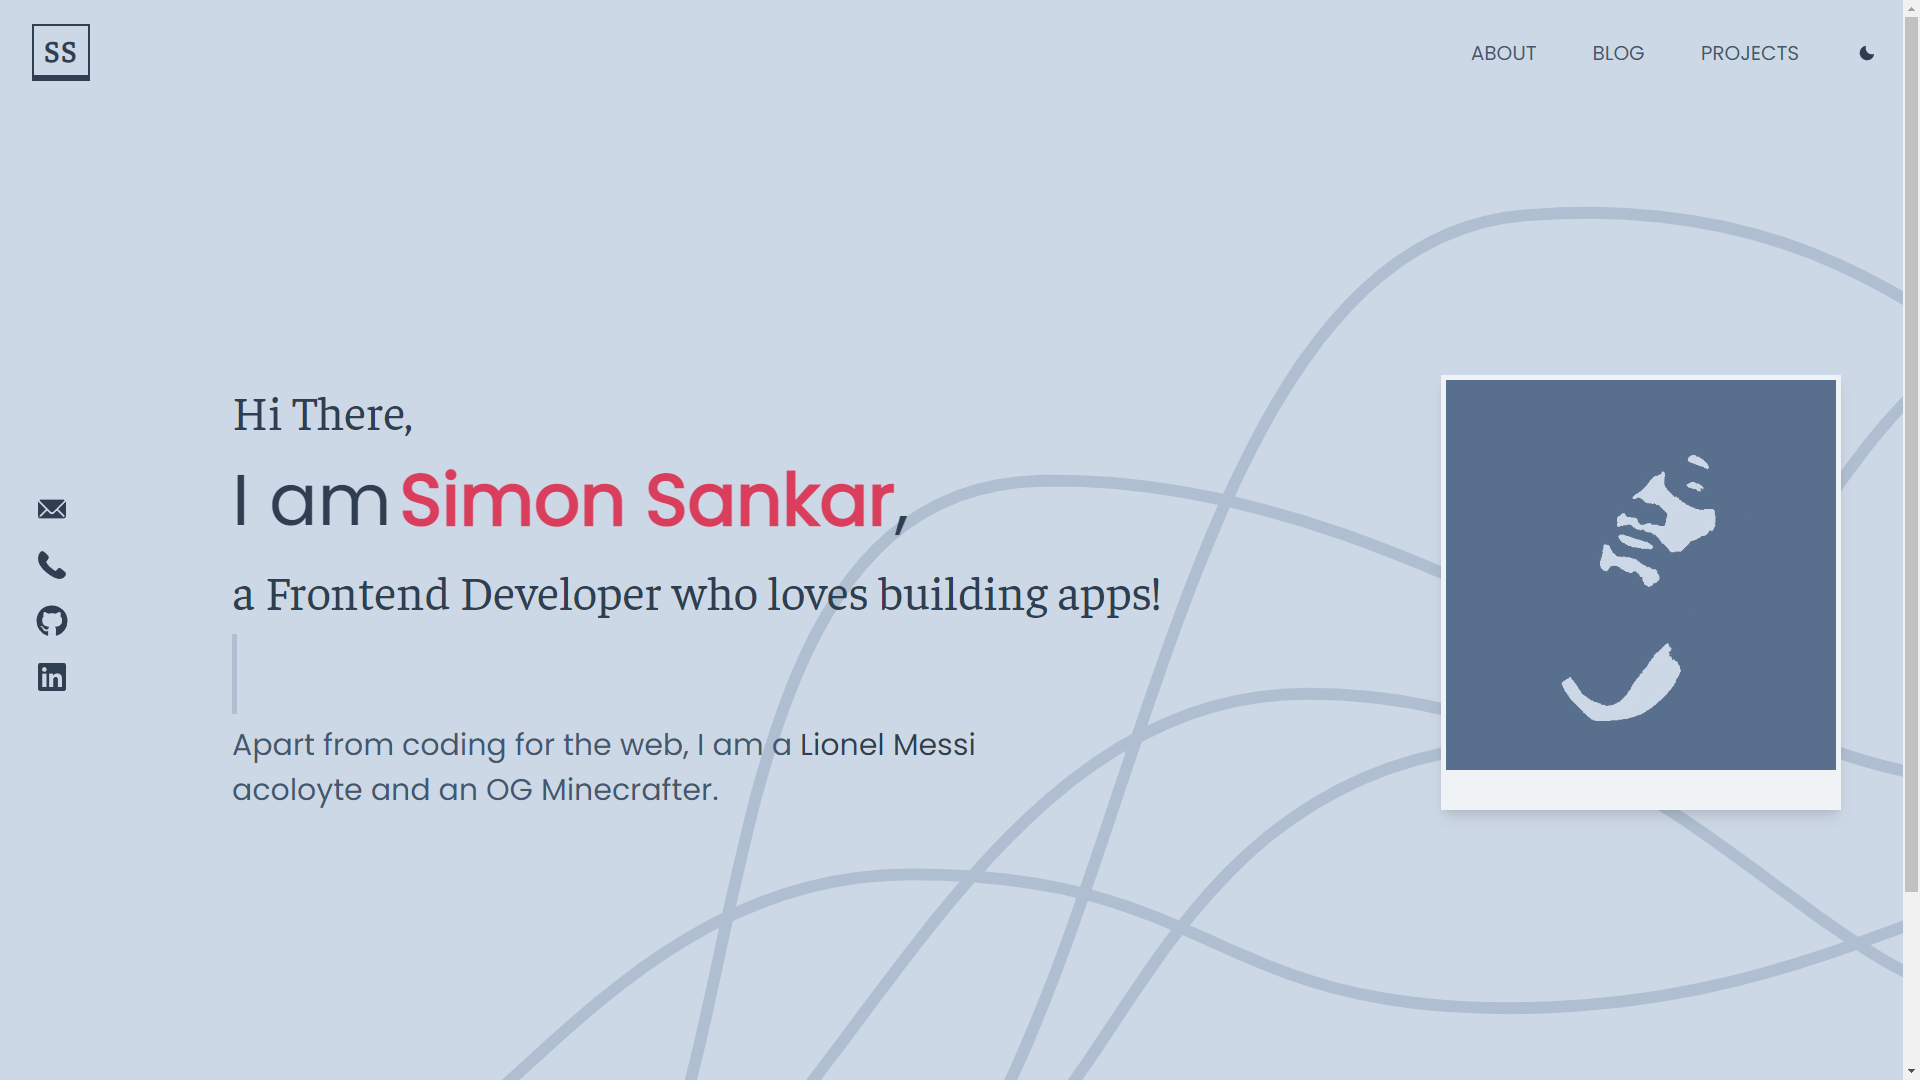 SS
ABOUT BLOG PROJECTS
Hi There,
I am Simon Sankar,
a Frontend Developer who loves building apps!
Apart from coding for the web, I am a Lionel Messi
acoloyte and an OG Minecrafter.
in